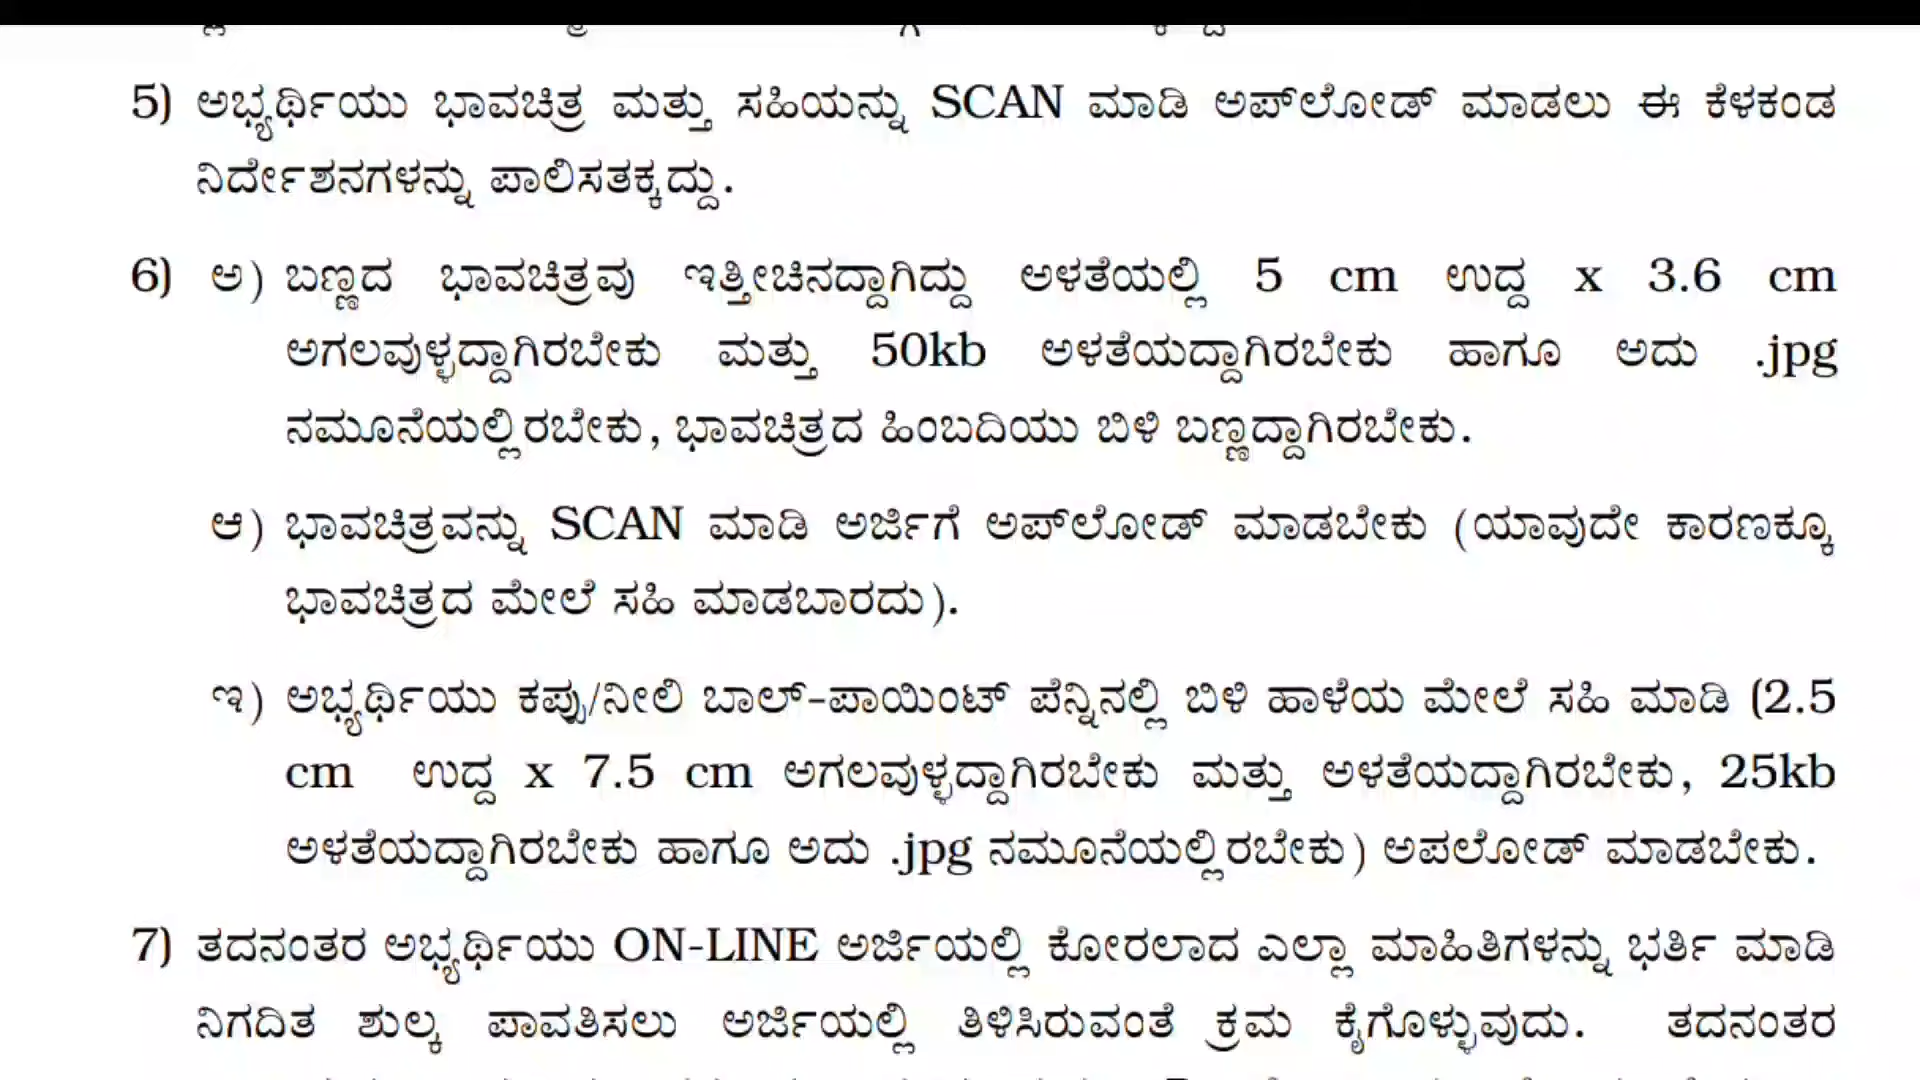 5) ಅಭ್ಯರ್ಥಿಯು ಭಾವಚಿತ್ರ ಮತ್ತು ಸಹಿಯನ್ನು SCAN ಮಾಡಿ ಅಪ್‌ಲೋಡ್ ಮಾಡಲು ಈ ಕೆಳಕಂಡ
ನಿರ್ದೇಶನಗಳನ್ನು ಪಾಲಿಸತಕ್ಕದ್ದು.
6) ಅ) ಬಣ್ಣದ ಭಾವಚಿತ್ರವು ಇತ್ತೀಚಿನದ್ದಾಗಿದ್ದು ಅಳತೆಯಲ್ಲಿ 5 cm ಉದ್ದ x 3.6 cm
ಅಗಲವುಳ್ಳದ್ದಾಗಿರಬೇಕು ಮತ್ತು 50kb ಅಳತೆಯದ್ದಾಗಿರಬೇಕು ಹಾಗೂ ಅದು .jpg
ನಮೂನೆಯಲ್ಲಿರಬೇಕು, ಭಾವಚಿತ್ರದ ಹಿಂಬದಿಯು ಬಿಳಿ ಬಣ್ಣದ್ದಾಗಿರಬೇಕು.
ಆ) ಭಾವಚಿತ್ರವನ್ನು SCAN ಮಾಡಿ ಅರ್ಜಿಗೆ ಅಪ್‌ಲೋಡ್ ಮಾಡಬೇಕು (ಯಾವುದೇ ಕಾರಣಕ್ಕೂ
ಭಾವಚಿತ್ರದ ಮೇಲೆ ಸಹಿ ಮಾಡಬಾರದು).
ಇ) ಅಭ್ಯರ್ಥಿಯು ಕಪ್ಪು/ನೀಲಿ ಬಾಲ್-ಪಾಯಿಂಟ್ ಪೆನ್ನಿನಲ್ಲಿ ಬಿಳಿ ಹಾಳೆಯ ಮೇಲೆ ಸಹಿ ಮಾಡಿ (2.5
cm ಉದ್ದ x 7.5 cm ಅಗಲವುಳ್ಳದ್ದಾಗಿರಬೇಕು ಮತ್ತು ಅಳತೆಯದ್ದಾಗಿರಬೇಕು, 25kb
ಅಳತೆಯದ್ದಾಗಿರಬೇಕು ಹಾಗೂ ಅದು .jpg ನಮೂನೆಯಲ್ಲಿರಬೇಕು) ಅಪಲೋಡ್ ಮಾಡಬೇಕು.
7) ತದನಂತರ ಅಭ್ಯರ್ಥಿಯು ON-LINE ಅರ್ಜಿಯಲ್ಲಿ ಕೋರಲಾದ ಎಲ್ಲಾ ಮಾಹಿತಿಗಳನ್ನು ಭರ್ತಿ ಮಾಡಿ
ನಿಗದಿತ ಶುಲ್ಕ ಪಾವತಿಸಲು ಅರ್ಜಿಯಲ್ಲಿ ತಿಳಿಸಿರುವಂತೆ ಕ್ರಮ ಕೈಗೊಳ್ಳುವುದು. ತದನಂತರ